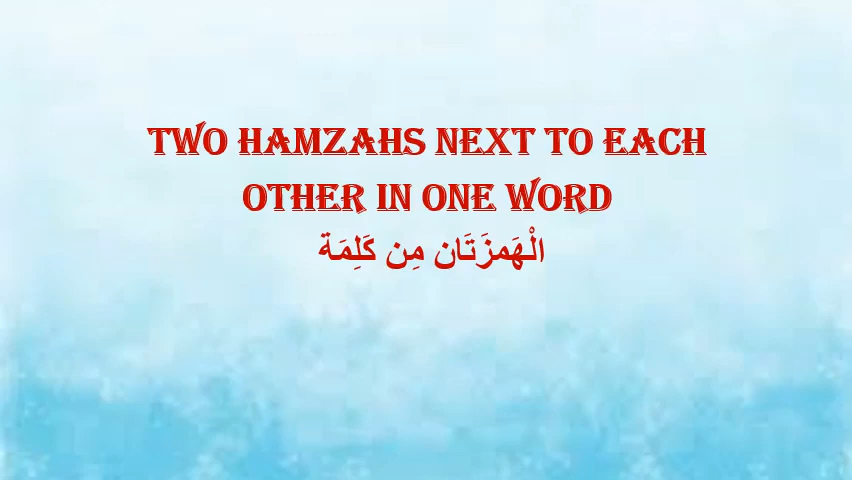 TWO HAMZAHS NEXT TO EACH
OTHER IN ONE WORD
الْهَمزَتَان مِن كَلِمَة